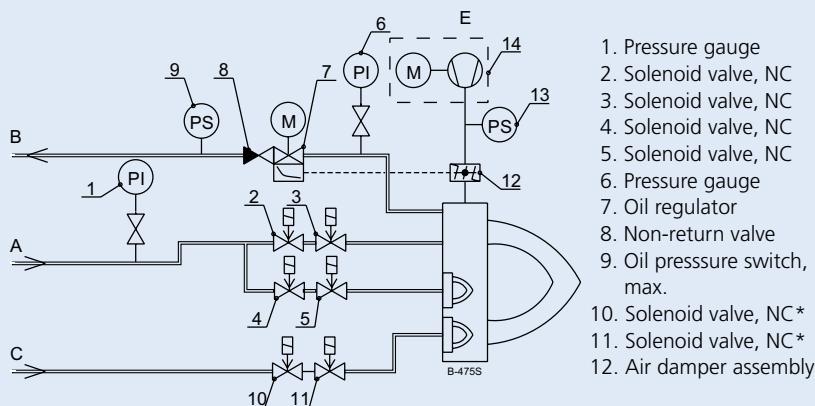 E
6
14
9
8
7
PI
M
13
PS
M
PS
B
1
PI
12
2
3
A
4
5
C
B-475S
10
11
1. Pressure gauge
2. Solenoid valve, NC
3. Solenoid valve, NC
4. Solenoid valve, NC
5. Solenoid valve, NC
6. Pressure gauge
7. Oil regulator
8. Non-return valve
9. Oil presssure switch,
max.
10. Solenoid valve, NC*
11. Solenoid valve, NC*
12. Air damper assembly